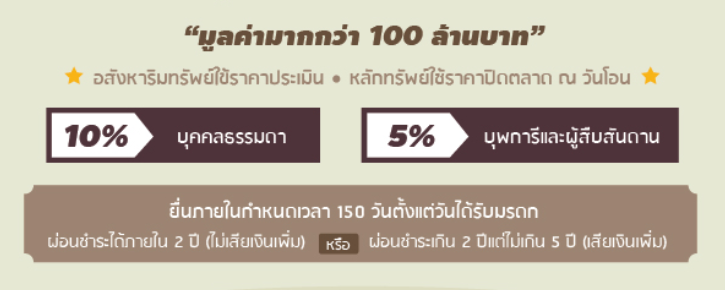 “มูลค่ามากกว่า 100 ล้านบาท”
อสังหาริมทรัพย์ใช้ราคาประเมิน ● หลักทรัพย์ใช้ราคาปิดตลาด ณ วันโอน
10% บุคคลธรรมดา 5% บุพการีและผู้สืบสันดาน
ยื่นภายในกำหนดเวลา 150 วันตั้งแต่วันได้รับมรดก
ผ่อนชำระได้ภายใน 2 ปี (ไม่เสียเงินเพิ่ม) หรือ ผ่อนชำระเกิน 2 ปีแต่ไม่เกิน 5 ปี (เสียเงินเพิ่ม)